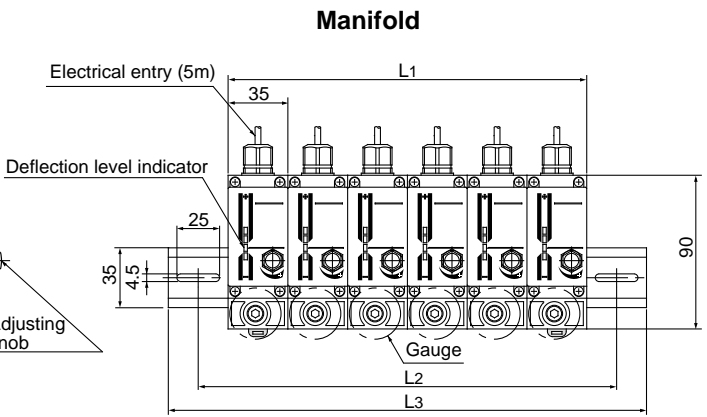 Manifold
Electrical entry (5m)
L1
35
Deflection level indicator
25
35
4.5
90
djusting
nob
Gauge
L2
L3